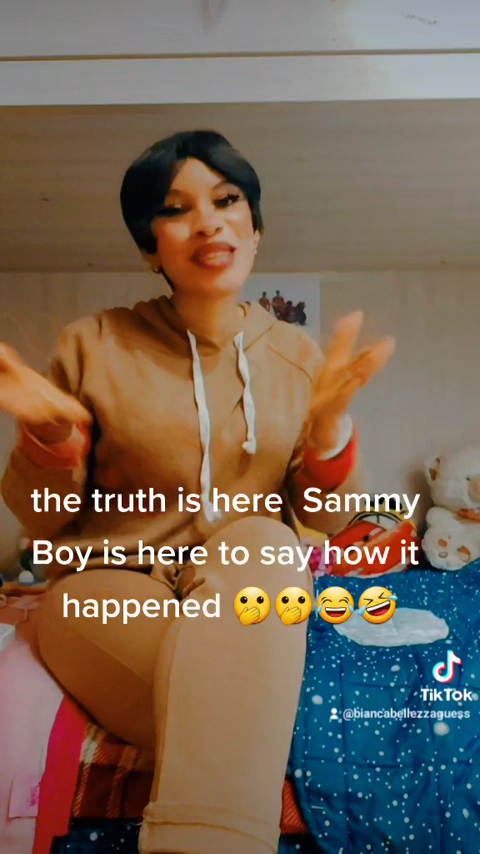 the truth is here  Sammy
Boy is here to say how it
happened 🤭🤭😂🤣
TikTok
@biancabellezzaguess